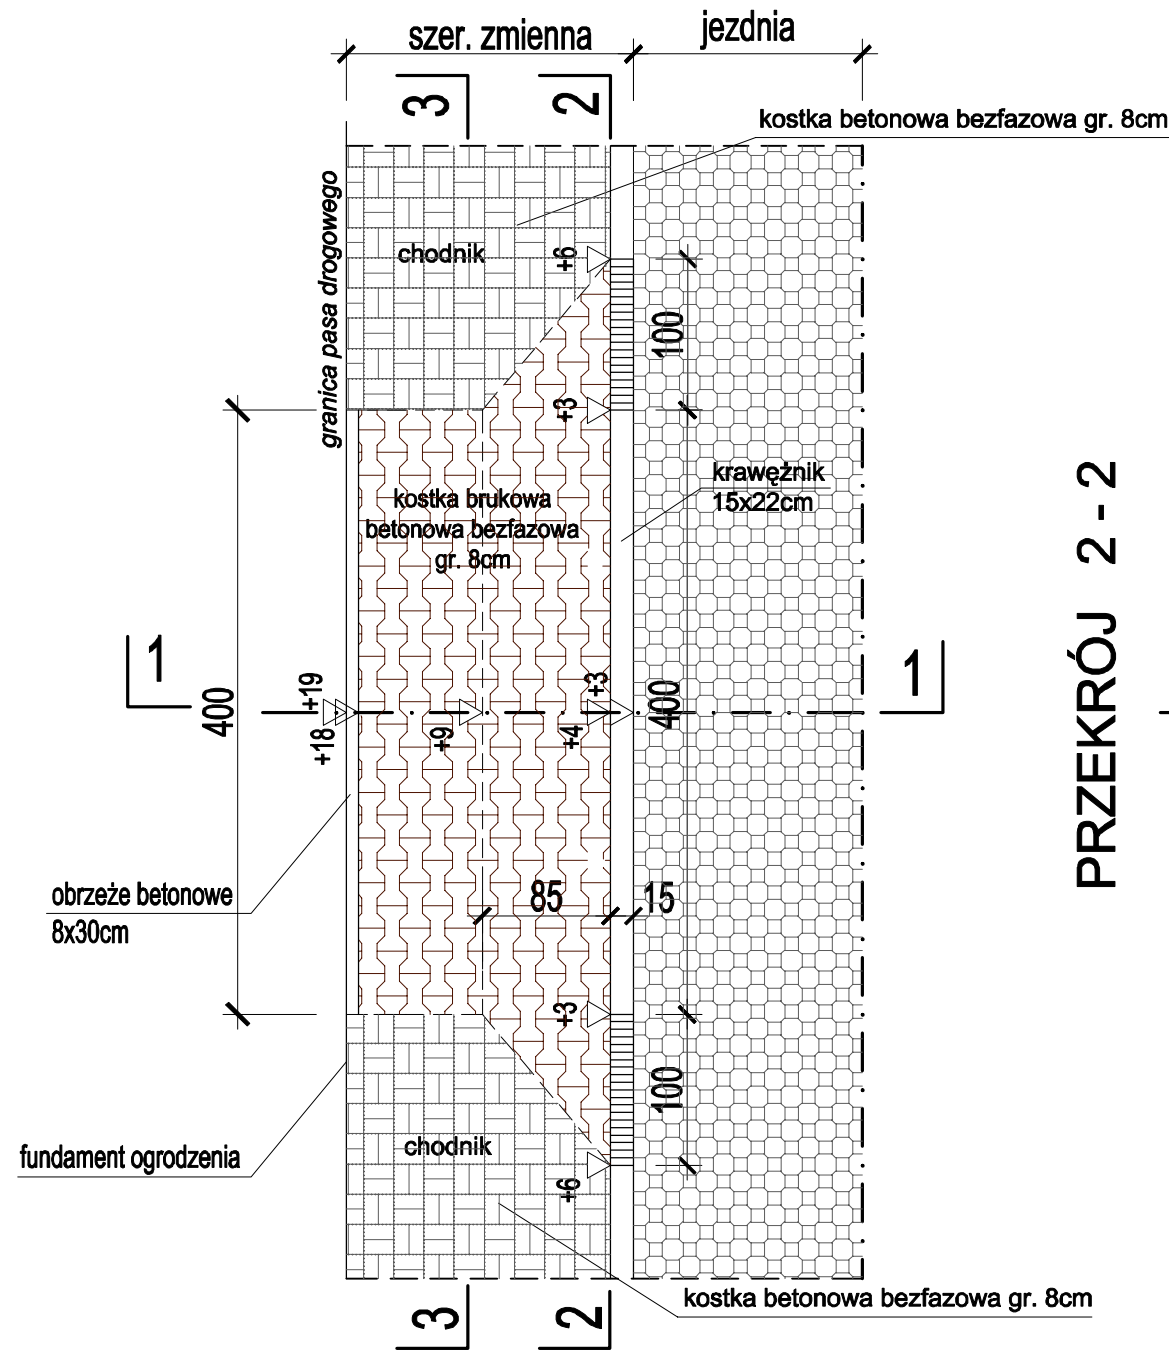 szer. zmienna
jezdnia
3
2
kostka betonowa bezfazowa gr. 8cm
granica pasa drogowego
chodnik
+6
100
+3
krawężnik
15x22cm
kostka brukowa
betonowa bezfazowa
gr. 8cm
PRZEKRÓJ 2 - 2
1
1
400
+19
+18
+9
+3
+4
400
85
15
obrzeże betonowe
8x30cm
+3
100
chodnik
+6
fundament ogrodzenia
kostka betonowa bezfazowa gr. 8cm
3
2